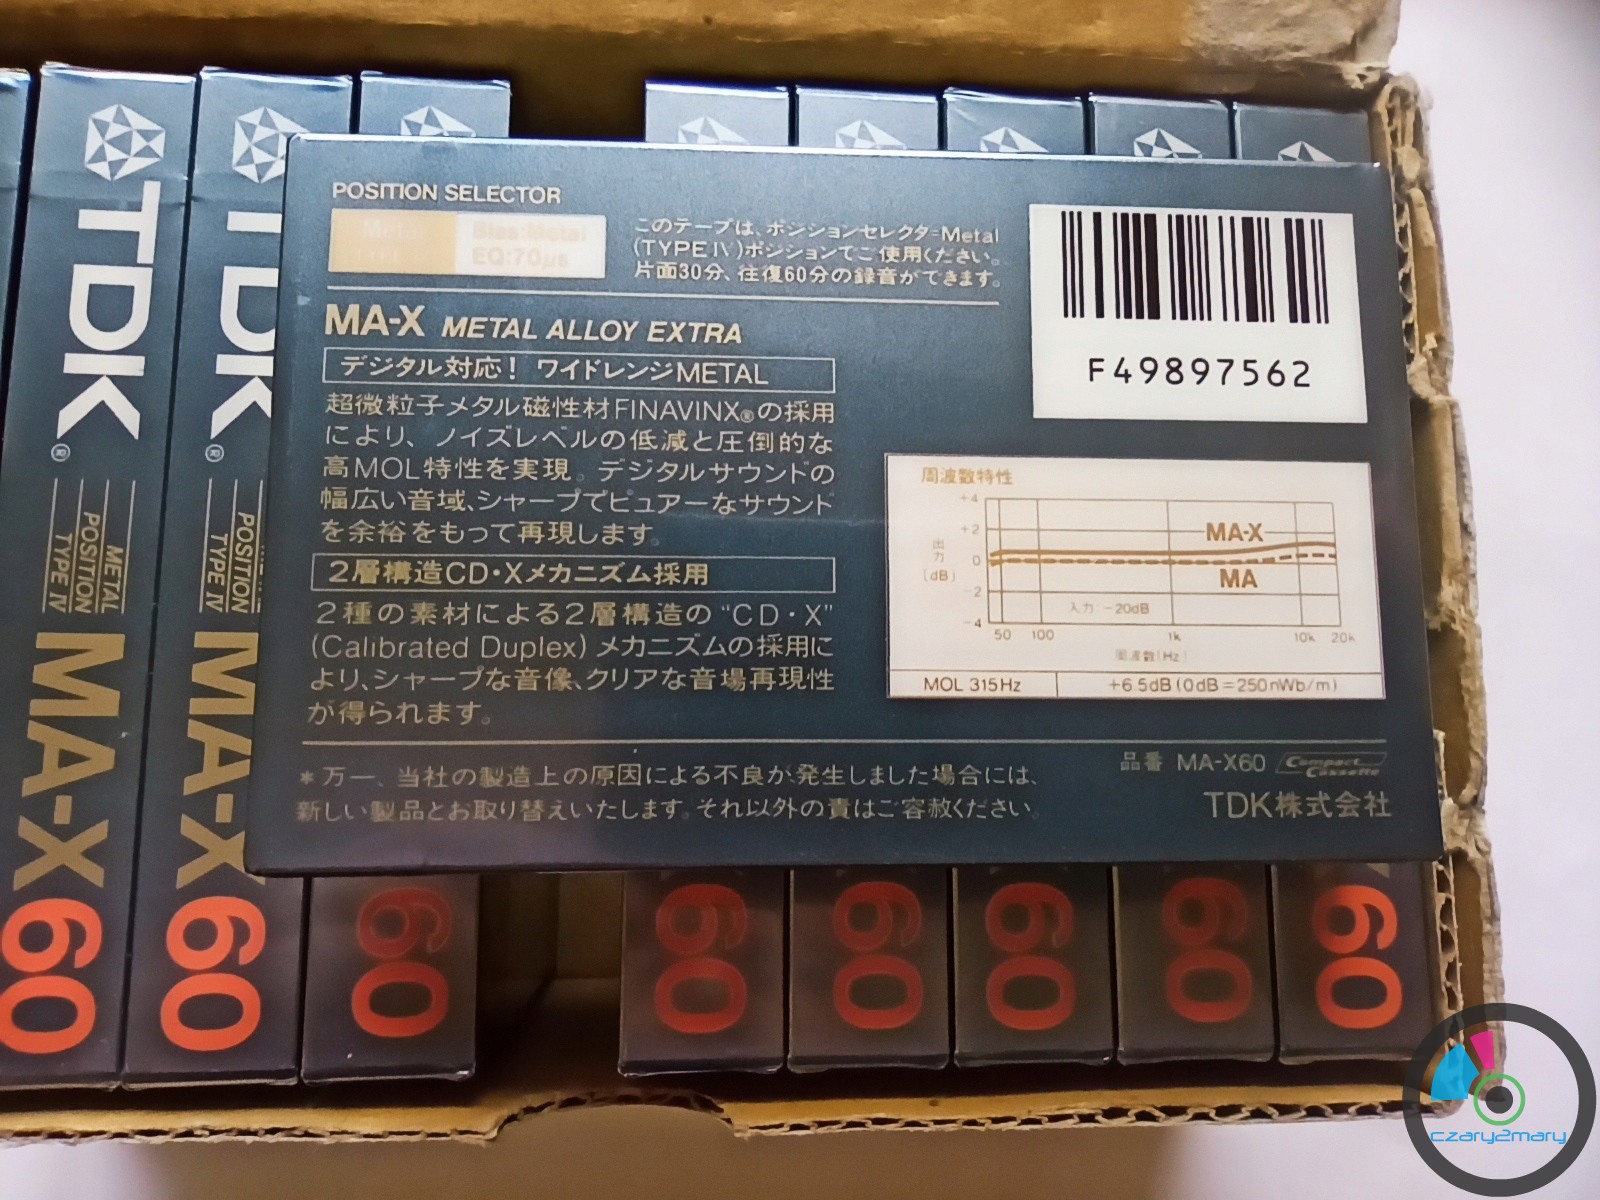 TDK®
METAL
POSITION
TYPE IV
MA-X60
TDK®
POSITION
TYPE IV
MA-X60
60
60
60
60
60
60
POSITION SELECTOR
Bias:Metal
EQ:70μs
このテープは、ポジションセレクタ=Metal
(TYPE IV)ポジションでご使用ください。
片面30分、往復60分の録音ができます。
MA-X METAL ALLOY EXTRA
デジタル対応! ワイドレンジMETAL
超微粒子メタル磁性材FINAVINX®の採用
により、ノイズレベルの低減と圧倒的な
高MOL特性を実現。デジタルサウンドの
幅広い音域、シャープでピュアーなサウンド
を余裕をもって再現します。
2層構造CD・Xメカニズム採用
2種の素材による2層構造の“CD・X”
(Calibrated Duplex)メカニズムの採用に
より、シャープな音像、クリアな音場再現性
が得られます。
*万一、当社の製造上の原因による不良が発生しました場合には、
新しい製品とお取り替えいたします。それ以外の責はご容赦ください。
F49897562
周波数特性
+4
+2
0
-2
-4
出力
[dB]
MA-X
MA
入力:-20dB
50 100 1k 10k 20k
周波数(Hz)
MOL 315Hz +6.5dB(0dB=250nWb/m)
品番 MA-X60 Compact Cassette
TDK株式会社
czary2mary